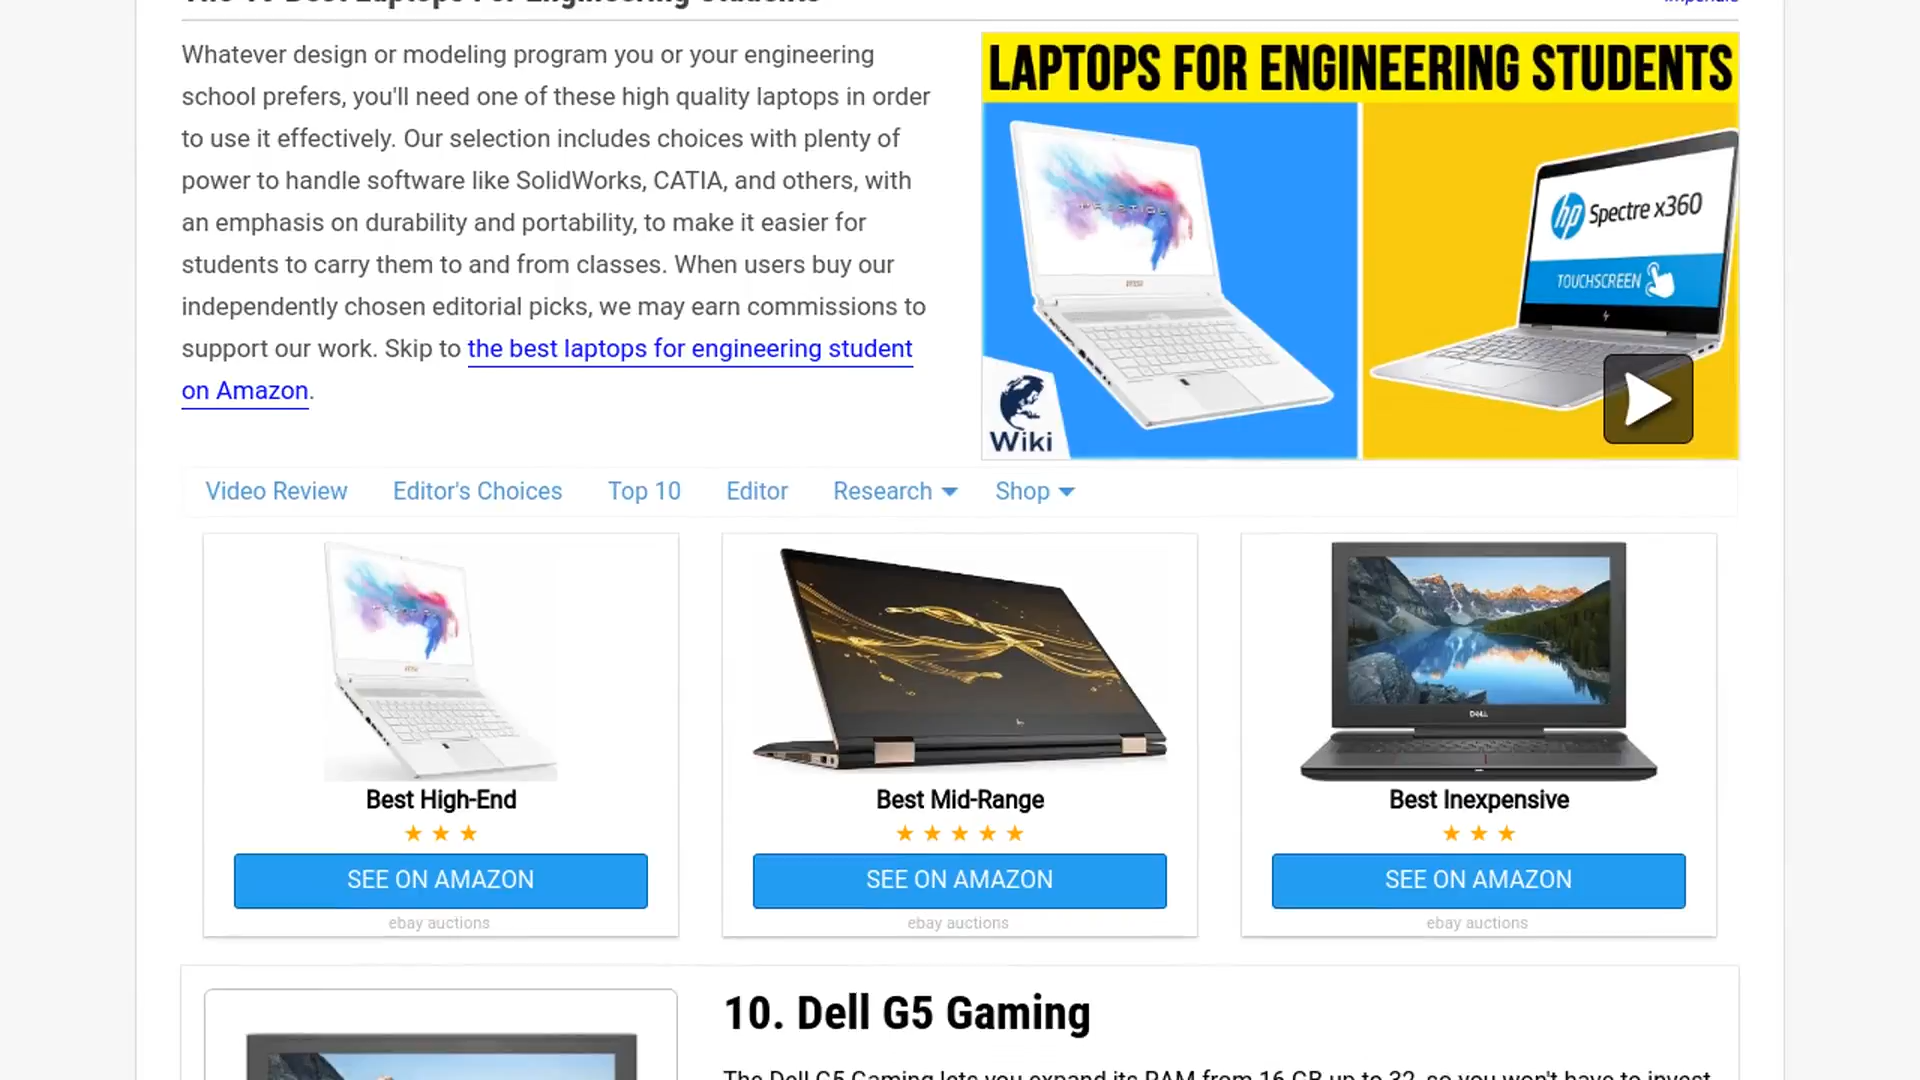 The 10 Best Laptops For Engineering Students
Whatever design or modeling program you or your engineering
school prefers, you'll need one of these high quality laptops in order
to use it effectively. Our selection includes choices with plenty of
power to handle software like SolidWorks, CATIA, and others, with
an emphasis on durability and portability, to make it easier for
students to carry them to and from classes. When users buy our
independently chosen editorial picks, we may earn commissions to
support our work. Skip to the best laptops for engineering student
on Amazon.
LAPTOPS FOR ENGINEERING STUDENTS
hp Spectre x360
TOUCHSCREEN
Wiki
Video Review Editor's Choices Top 10 Editor Research Shop
DELL
Best High-End
SEE ON AMAZON
ebay auctions
Best Mid-Range
SEE ON AMAZON
ebay auctions
Best Inexpensive
SEE ON AMAZON
ebay auctions
10. Dell G5 Gaming
The Dell G5 Gaming lets you expand its RAM from 16 GB up to 32, so you won't have to invest